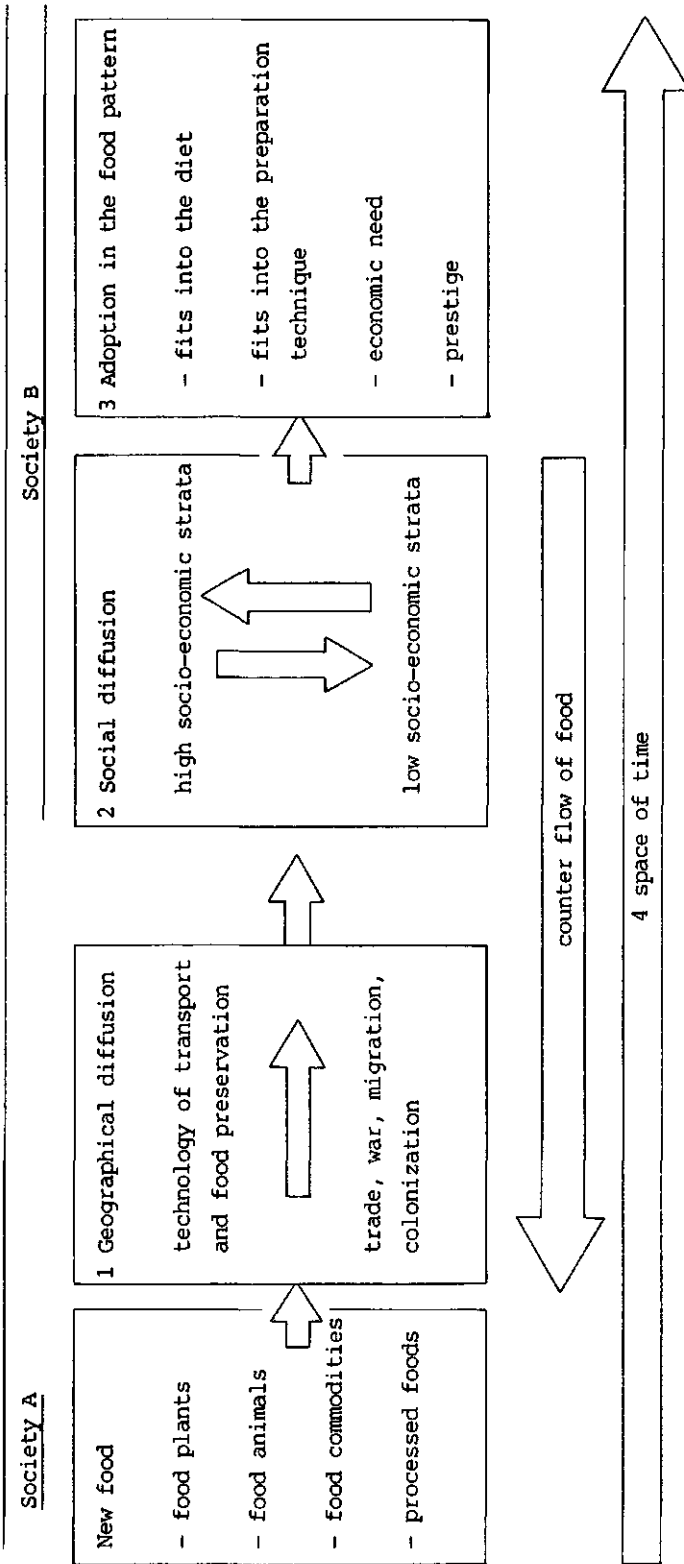 Society A
New food
- food plants
- food animals
- food commodities
- processed foods
1 Geographical diffusion
technology of transport
and food preservation
trade, war, migration,
colonization
Society B
2 Social diffusion
high socio-economic strata
low socio-economic strata
3 Adoption in the food pattern
- fits into the diet
- fits into the preparation
technique
- economic need
- prestige
counter flow of food
4 space of time